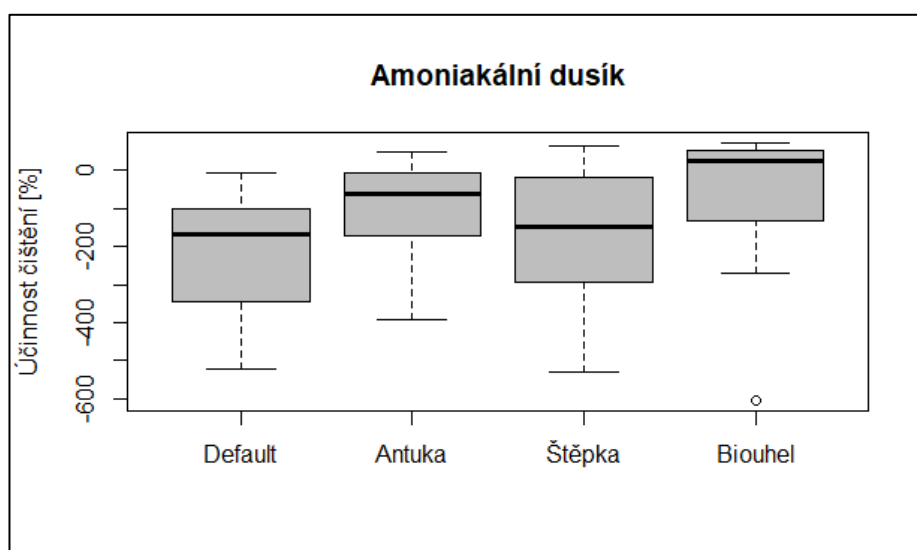 Amoniakální dusík
Účinnost čištění [%]
0
-200
-400
-600
Default
Antuka
Štěpka
Biouhel